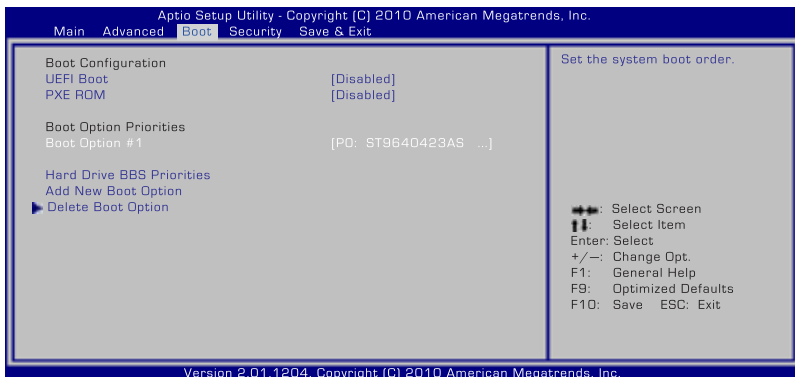 Aptio Setup Utility - Copyright (C) 2010 American Megatrends, Inc.
Main Advanced Boot Security Save & Exit
Boot Configuration
UEFI Boot [Disabled]
PXE ROM [Disabled]
Boot Option Priorities
Boot Option #1 [P0: ST9640423AS ...]
Hard Drive BBS Priorities
Add New Boot Option
Delete Boot Option
Set the system boot order.
: Select Screen
: Select Item
Enter: Select
+/–: Change Opt.
F1: General Help
F9: Optimized Defaults
F10: Save ESC: Exit
Version 2.01.1204. Copyright (C) 2010 American Megatrends, Inc.